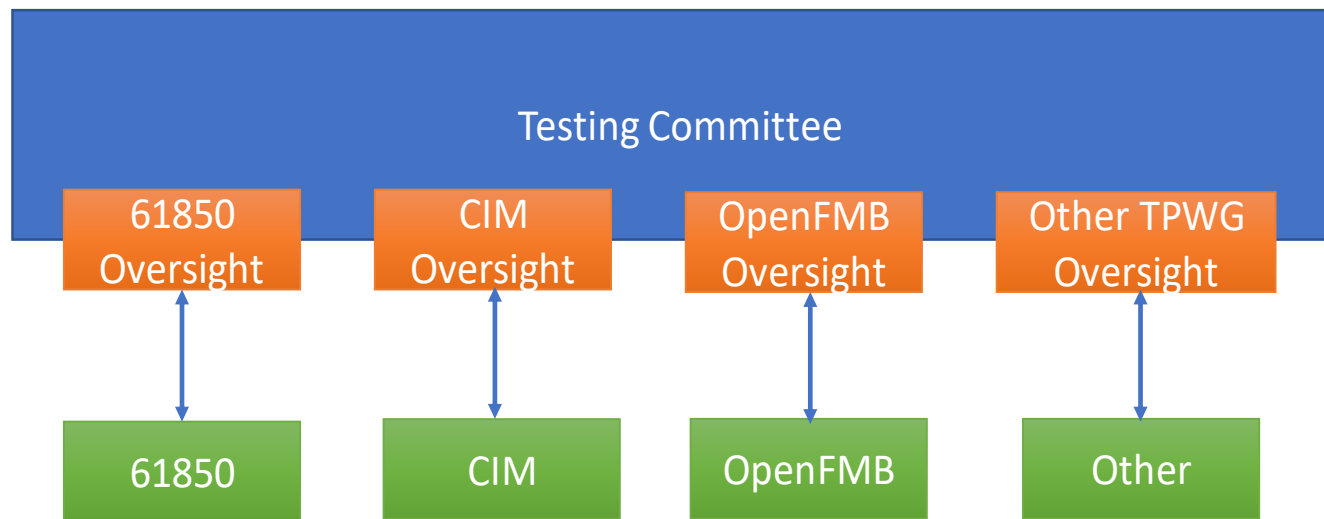 Testing Committee
61850
Oversight
CIM
Oversight
OpenFMB
Oversight
Other TPWG
Oversight
61850
CIM
OpenFMB
Other